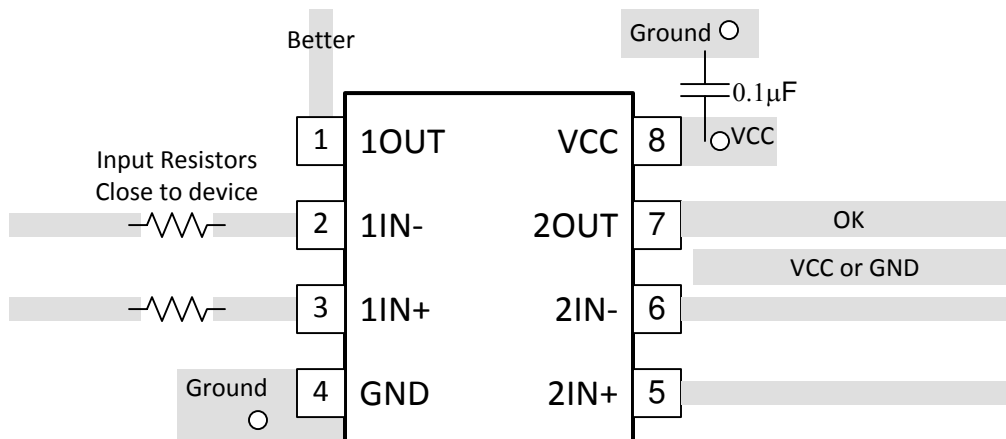 Better
Ground
0.1μF
1 1OUT VCC 8 VCC
Input Resistors
Close to device
2 1IN- 2OUT 7 OK
VCC or GND
3 1IN+ 2IN- 6
Ground
4 GND 2IN+ 5